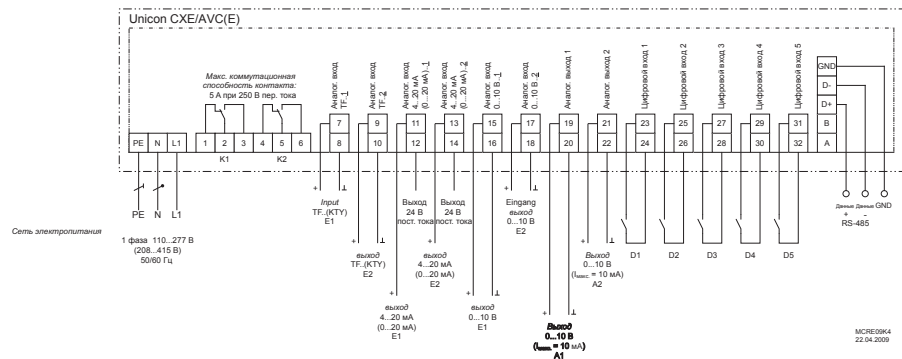 Unicon CXE/AVC(E)
Макс. коммутационная
способность контакта:
5 А при 250 В пер. тока
Аналог. вход
TF..1
Аналог. вход
TF..2
Аналог. вход
4...20 мА
(0...20 мА)..1
Аналог. вход
4...20 мА
(0...20 мА)..2
Аналог. вход
0...10 В..1
Аналог. вход
0...10 В..2
Аналог. выход 1
Аналог. выход 2
Цифровой вход 1
Цифровой вход 2
Цифровой вход 3
Цифровой вход 4
Цифровой вход 5
GND
D-
D+
7 9 11 13 15 17 19 21 23 25 27 29 31 B
PE N L1 1 2 3 4 5 6 8 10 12 14 16 18 20 22 24 26 28 30 32 A
K1 K2
PE N L1
Сеть электропитания
1 фаза 110...277 В
(208...415 В)
50/60 Гц
+ ⊥
Input
TF..(KTY)
E1
+ ⊥
выход
TF..(KTY)
E2
Выход
24 В
пост. тока
+
выход
4...20 мА
(0...20 мА)
E1
Выход
24 В
пост. тока
+
выход
4...20 мА
(0...20 мА)
E2
+ ⊥
выход
0...10 В
E1
+ ⊥
Eingang
выход
0...10 В
E2
+ ⊥
Выход
0...10 В
(Iмакс. = 10 мА)
A1
+ ⊥
Выход
0...10 В
(Iмакс. = 10 мА)
A2
D1 D2 D3 D4 D5
Данные Данные GND
+ -
RS-485
MCRE09K4
22.04.2009